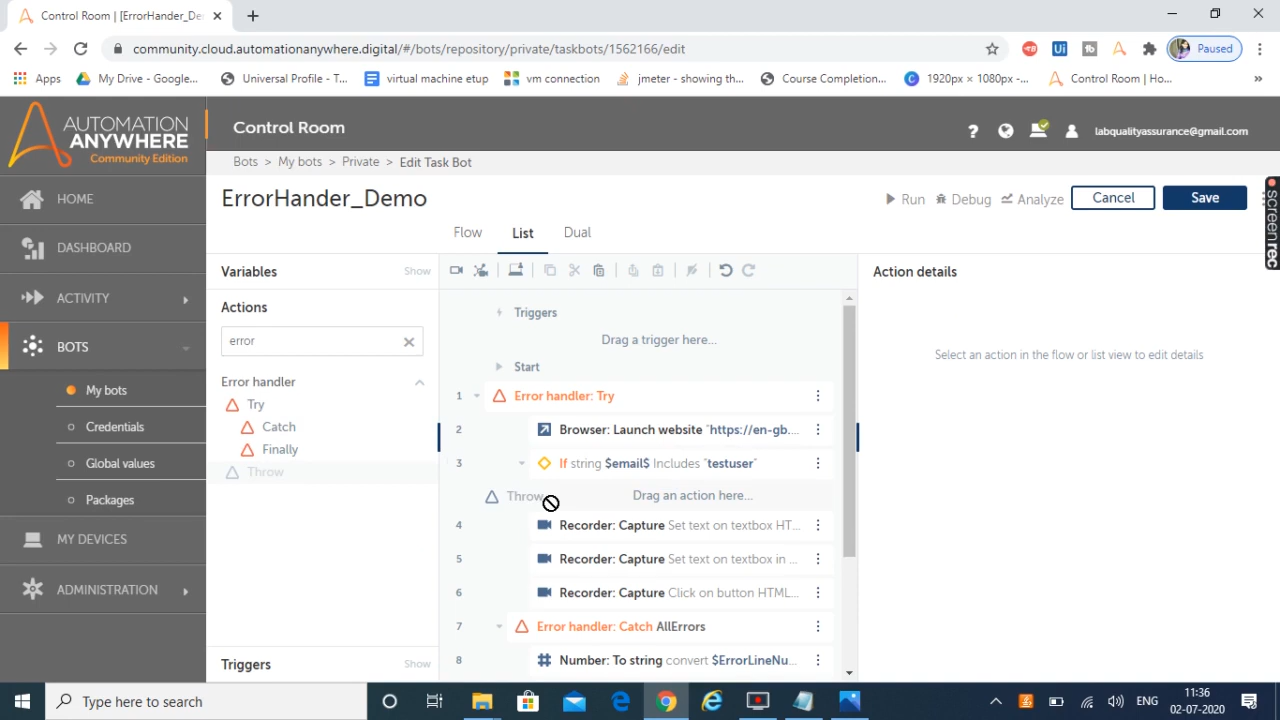 Control Room | [ErrorHander_De
community.cloud.automationanywhere.digital/#/bots/repository/private/taskbots/1562166/edit
Paused
Apps
My Drive - Google...
Universal Profile - T...
virtual machine etup
vm connection
jmeter - showing th...
Course Completion...
1920px × 1080px –...
Control Room | Ho...
»
AUTOMATION
ANYWHERE
Community Edition
Control Room
labqualityassurance@gmail.com
Bots > My bots > Private > Edit Task Bot
ErrorHander_Demo
Run
Debug
Analyze
Cancel
Save
screenrec
HOME
DASHBOARD
ACTIVITY
BOTS
My bots
Credentials
Global values
Packages
MY DEVICES
ADMINISTRATION
Flow
List
Dual
Variables
Show
Actions
error
Error handler
Try
Catch
Finally
Throw
Triggers
Show
Triggers
Drag a trigger here...
Start
1 Error handler: Try
2 Browser: Launch website "https://en-gb....
3 If string $email$ Includes "testuser"
Throw
Drag an action here...
4 Recorder: Capture Set text on textbox HT...
5 Recorder: Capture Set text on textbox in ...
6 Recorder: Capture Click on button HTML...
7 Error handler: Catch AllErrors
8 Number: To string convert $ErrorLineNu...
Action details
Select an action in the flow or list view to edit details
Type here to search
ENG
11:36
02-07-2020